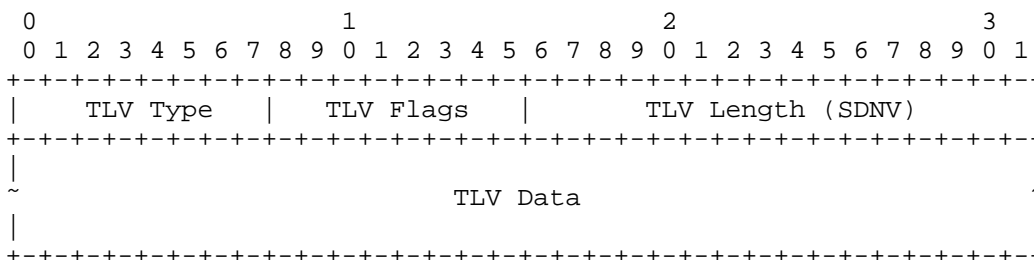 0                   1                   2                   3
 0 1 2 3 4 5 6 7 8 9 0 1 2 3 4 5 6 7 8 9 0 1 2 3 4 5 6 7 8 9 0 1
+-+-+-+-+-+-+-+-+-+-+-+-+-+-+-+-+-+-+-+-+-+-+-+-+-+-+-+-+-+-+-+-
|    TLV Type   |   TLV Flags   |       TLV Length (SDNV)
+-+-+-+-+-+-+-+-+-+-+-+-+-+-+-+-+-+-+-+-+-+-+-+-+-+-+-+-+-+-+-+-
|
~                           TLV Data                            ~
|
+-+-+-+-+-+-+-+-+-+-+-+-+-+-+-+-+-+-+-+-+-+-+-+-+-+-+-+-+-+-+-+-